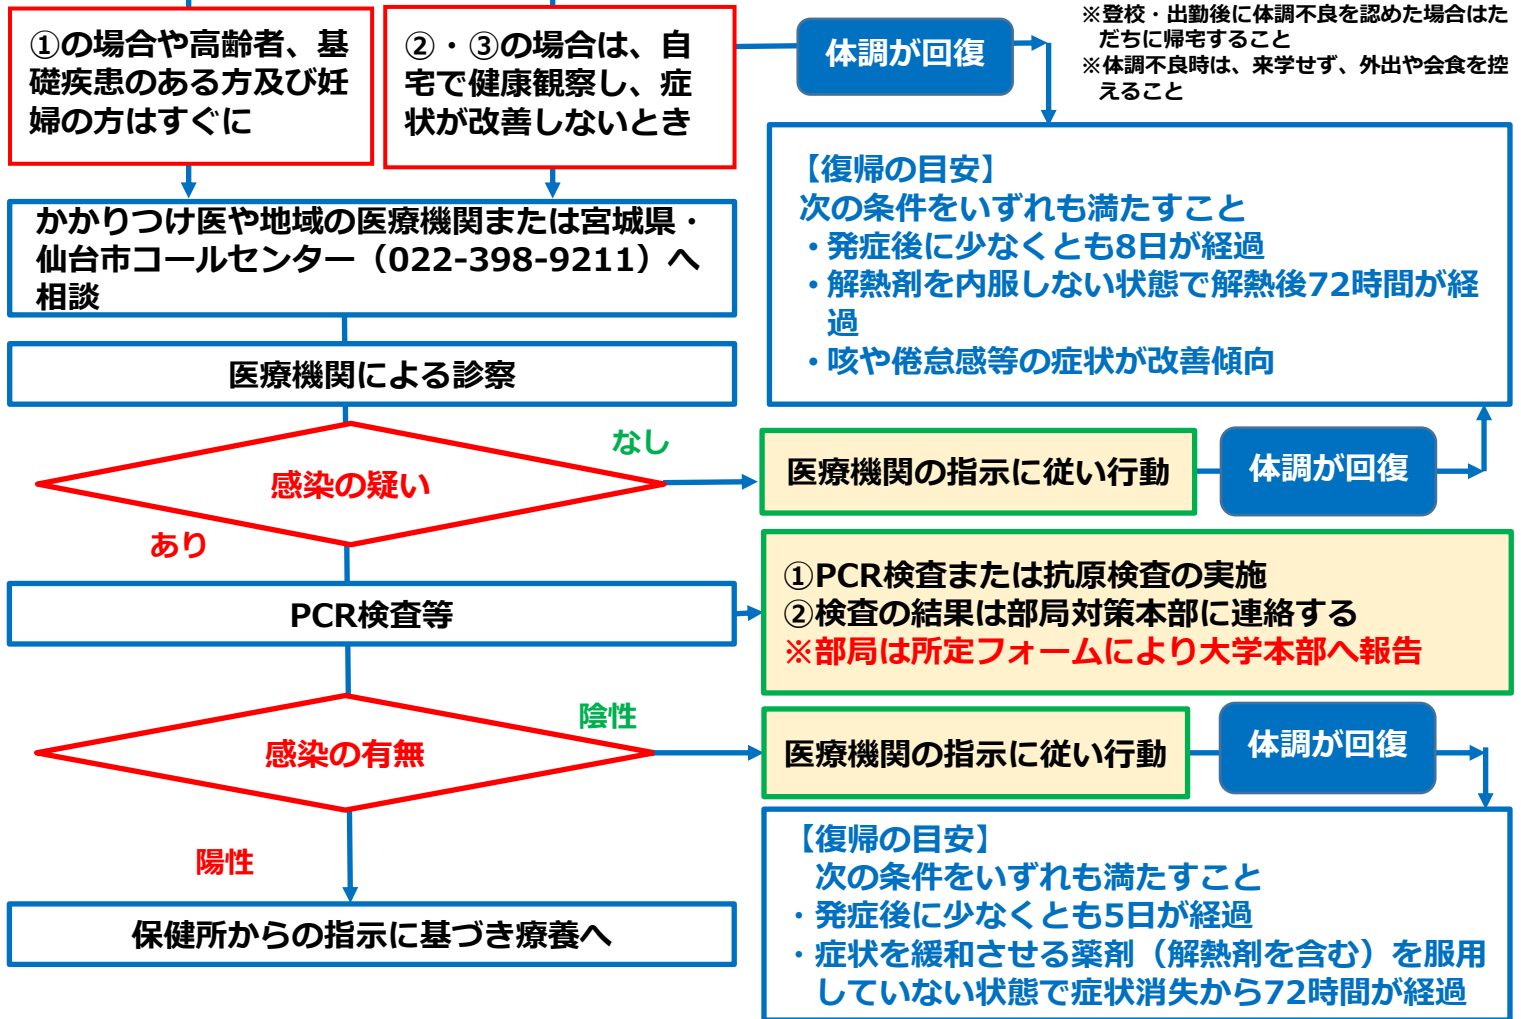 ①の場合や高齢者、基
礎疾患のある方及び妊
婦の方はすぐに
②・③の場合は、自
宅で健康観察し、症
状が改善しないとき
体調が回復
※登校・出勤後に体調不良を認めた場合はた
だちに帰宅すること
※体調不良時は、来学せず、外出や会食を控
えること
【復帰の目安】
次の条件をいずれも満たすこと
・発症後に少なくとも8日が経過
・解熱剤を内服しない状態で解熱後72時間が経
過
・咳や倦怠感等の症状が改善傾向
かかりつけ医や地域の医療機関または宮城県・
仙台市コールセンター（022-398-9211）へ
相談
医療機関による診察
感染の疑い
なし
医療機関の指示に従い行動
体調が回復
あり
PCR検査等
①PCR検査または抗原検査の実施
②検査の結果は部局対策本部に連絡する
※部局は所定フォームにより大学本部へ報告
感染の有無
陰性
医療機関の指示に従い行動
体調が回復
陽性
保健所からの指示に基づき療養へ
【復帰の目安】
次の条件をいずれも満たすこと
・発症後に少なくとも5日が経過
・症状を緩和させる薬剤（解熱剤を含む）を服用
していない状態で症状消失から72時間が経過